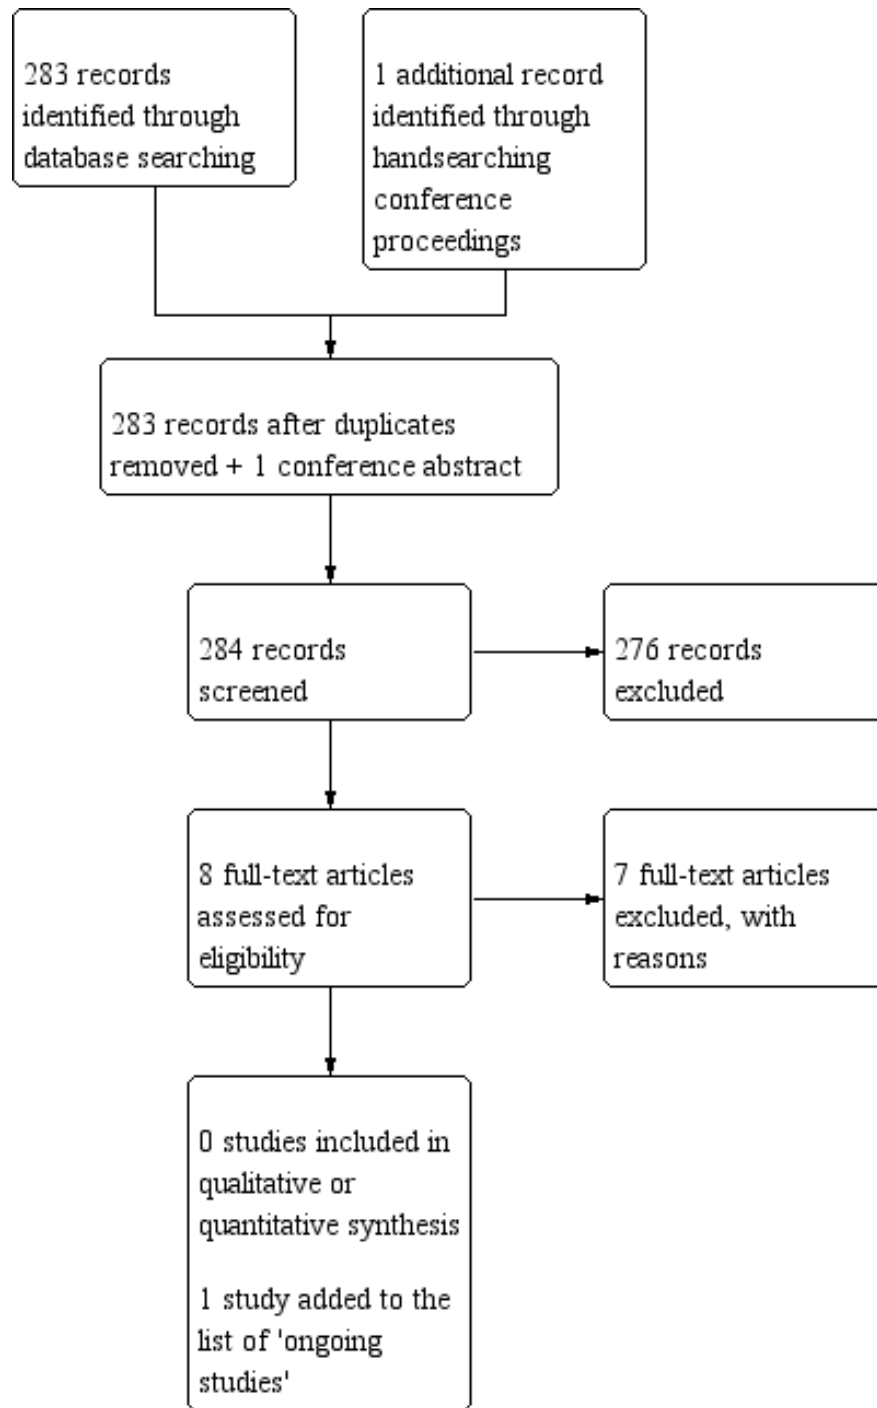 283 records
identified through
database searching
1 additional record
identified through
handsearching
conference
proceedings
283 records after duplicates
removed + 1 conference abstract
284 records
screened
276 records
excluded
8 full-text articles
assessed for
eligibility
7 full-text articles
excluded, with
reasons
0 studies included in
qualitative or
quantitative synthesis
1 study added to the
list of 'ongoing
studies'